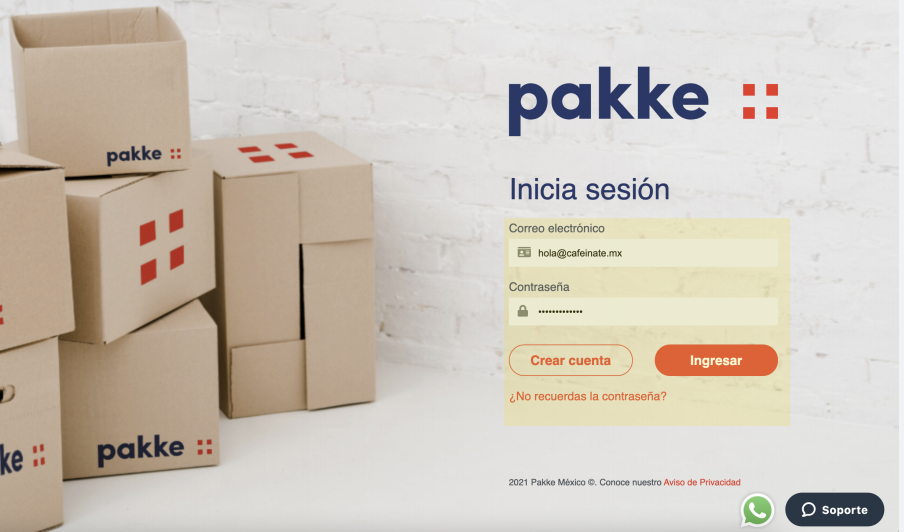 pakke
Inicia sesión
Correo electrónico
hola@cafeinate.mx
Contraseña
•••••••••••••
Crear cuenta
Ingresar
¿No recuerdas la contraseña?
2021 Pakke México ©. Conoce nuestro Aviso de Privacidad
Soporte
pakke
pakke
ke